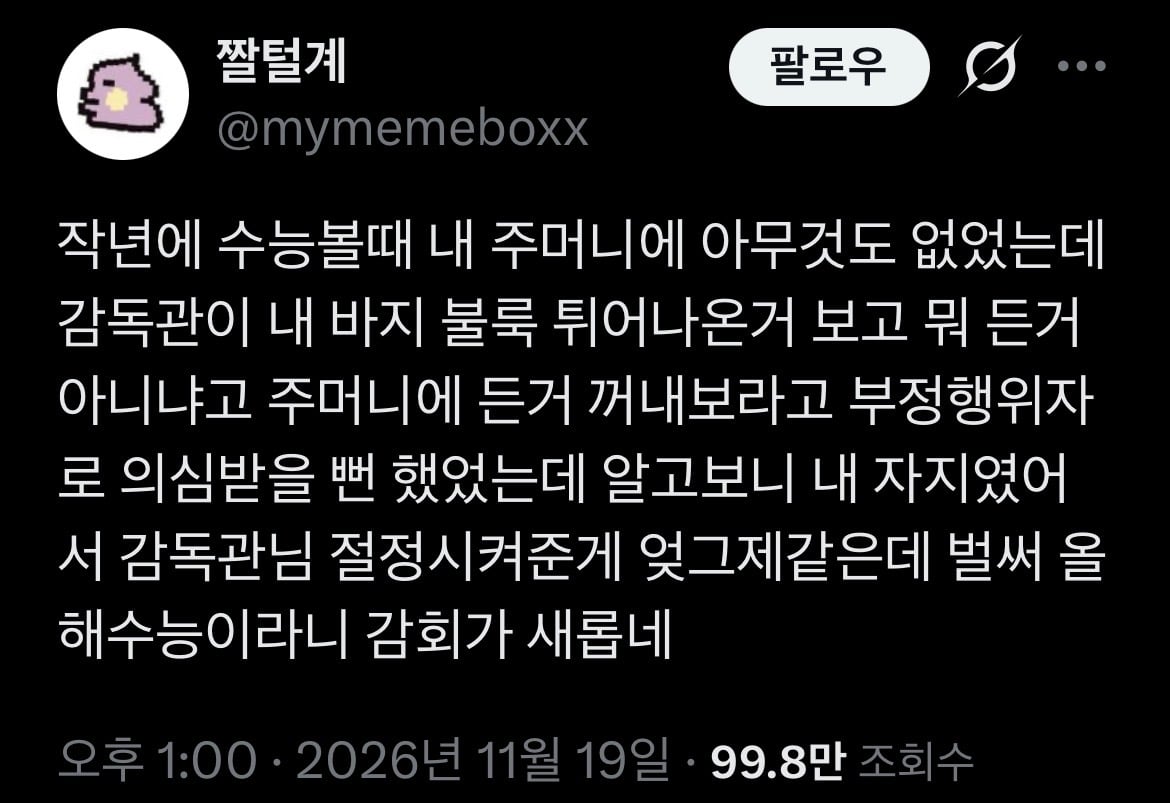 짤털계
팔로우
@mymemeboxx
작년에 수능볼때 내 주머니에 아무것도 없었는데
감독관이 내 바지 불룩 튀어나온거 보고 뭐 든거
아니냐고 주머니에 든거 꺼내보라고 부정행위자
로 의심받을 뻔 했었는데 알고보니 내 자지였어
서 감독관님 절정시켜준게 엊그제같은데 벌써 올
해수능이라니 감회가 새롭네
오후 1:00 · 2026년 11월 19일 · 99.8만 조회수